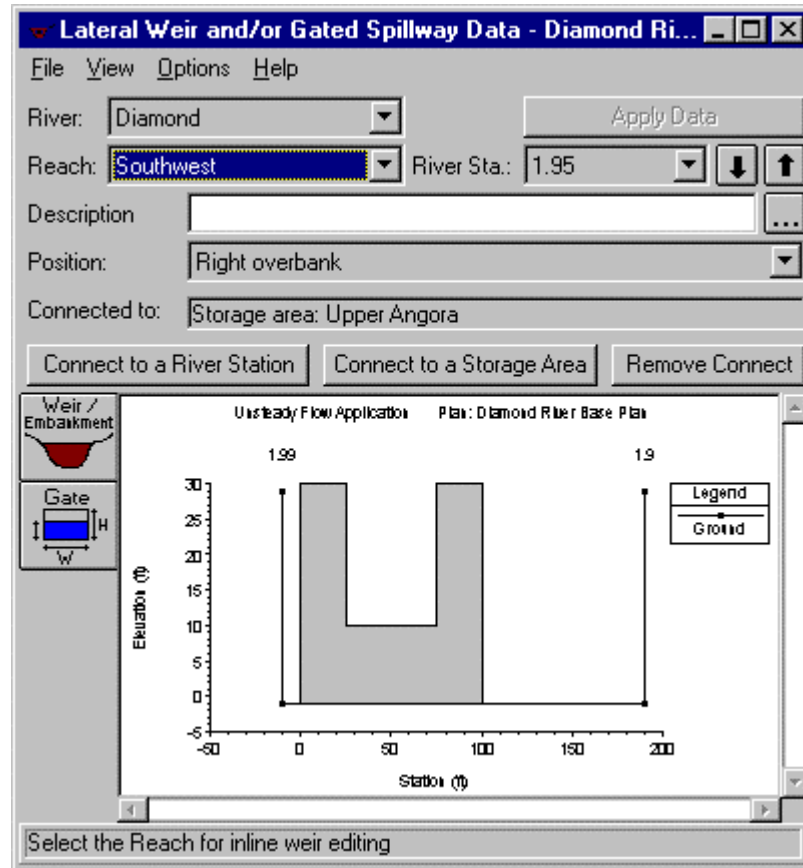 Lateral Weir and/or Gated Spillway Data - Diamond Ri...
File View Options Help
River: Diamond Apply Data
Reach: Southwest River Sta.: 1.95
Description ...
Position: Right overbank
Connected to: Storage area: Upper Angora
Connect to a River Station Connect to a Storage Area Remove Connect
Weir / Embankment
Gate
H
W
Unsteady Flow Application Plan: Diamond River Base Plan
1.99 1.9
30
25
20
15
10
5
0
-5
Elevation (ft)
-50 0 50 100 150 200
Station (ft)
Legend
Ground
Select the Reach for inline weir editing